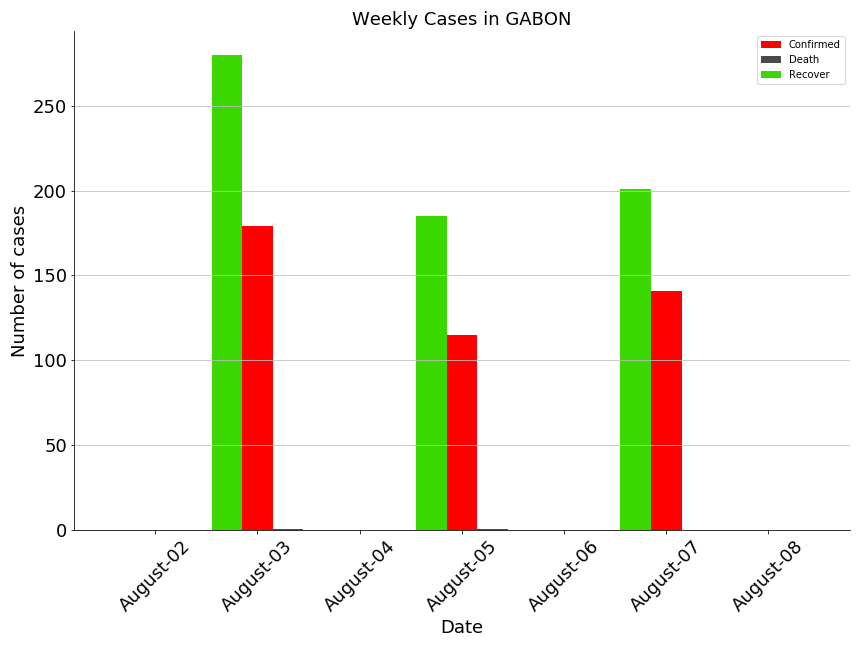 Weekly Cases in GABON
Confirmed
Death
Recover
Number of cases
250
200
150
100
50
0
August-02
August-03
August-04
August-05
August-06
August-07
August-08
Date